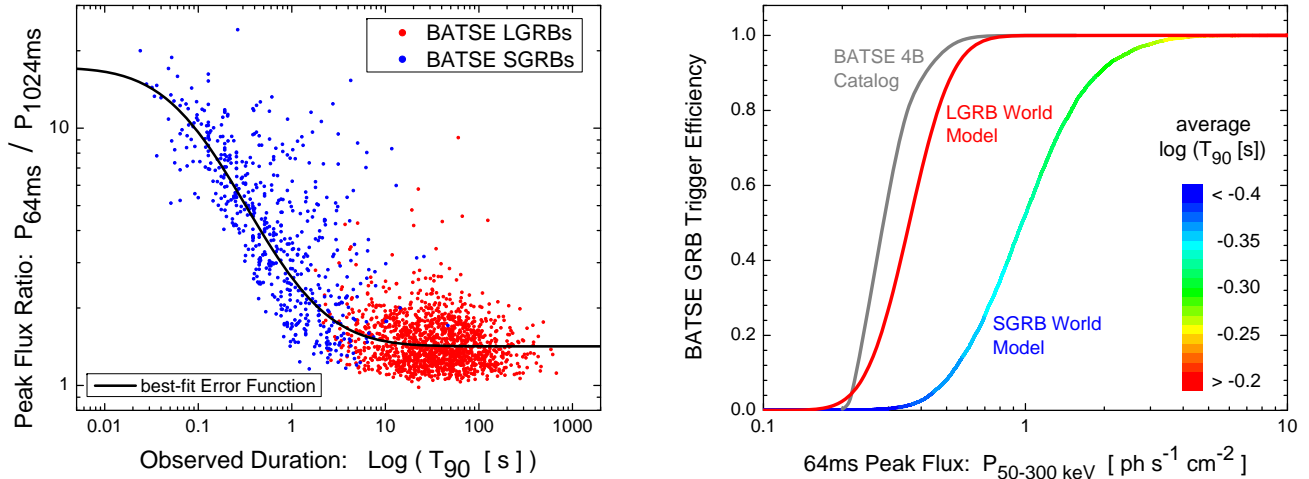 Peak Flux Ratio: P64ms / P1024ms
10
1
BATSE LGRBs
BATSE SGRBs
best-fit Error Function
0.01 0.1 1 10 100 1000
Observed Duration: Log ( T90 [ s ] )
BATSE GRB Trigger Efficiency
1.0
0.8
0.6
0.4
0.2
0.0
BATSE 4B
Catalog
LGRB World
Model
SGRB World
Model
average
log (T90 [s])
< -0.4
-0.35
-0.30
-0.25
> -0.2
0.1 1 10
64ms Peak Flux: P50-300 keV [ ph s-1 cm-2 ]